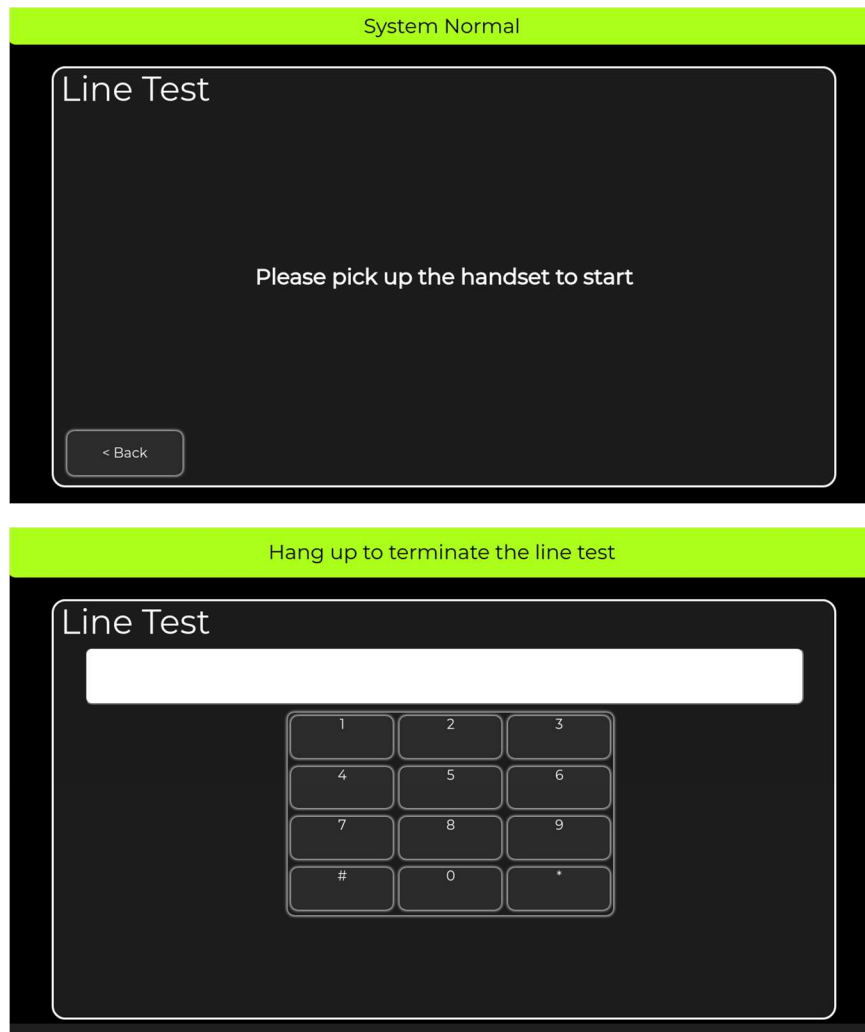 System Normal
Line Test
Please pick up the handset to start
< Back
Hang up to terminate the line test
Line Test
1 2 3
4 5 6
7 8 9
# 0 *